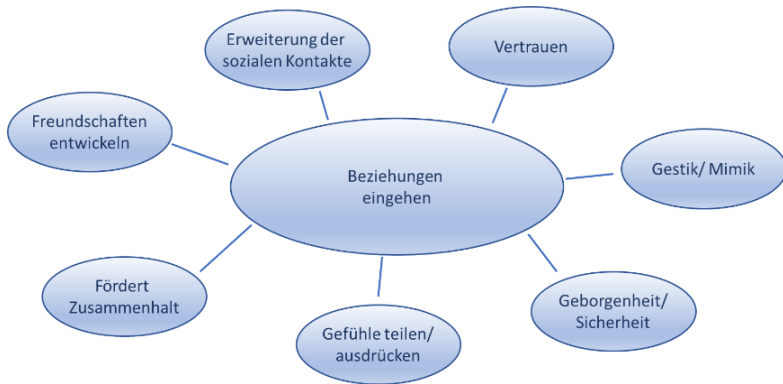 Erweiterung der
sozialen Kontakte
Vertrauen
Freundschaften
entwickeln
Beziehungen
eingehen
Gestik/ Mimik
Fördert
Zusammenhalt
Gefühle teilen/
ausdrücken
Geborgenheit/
Sicherheit